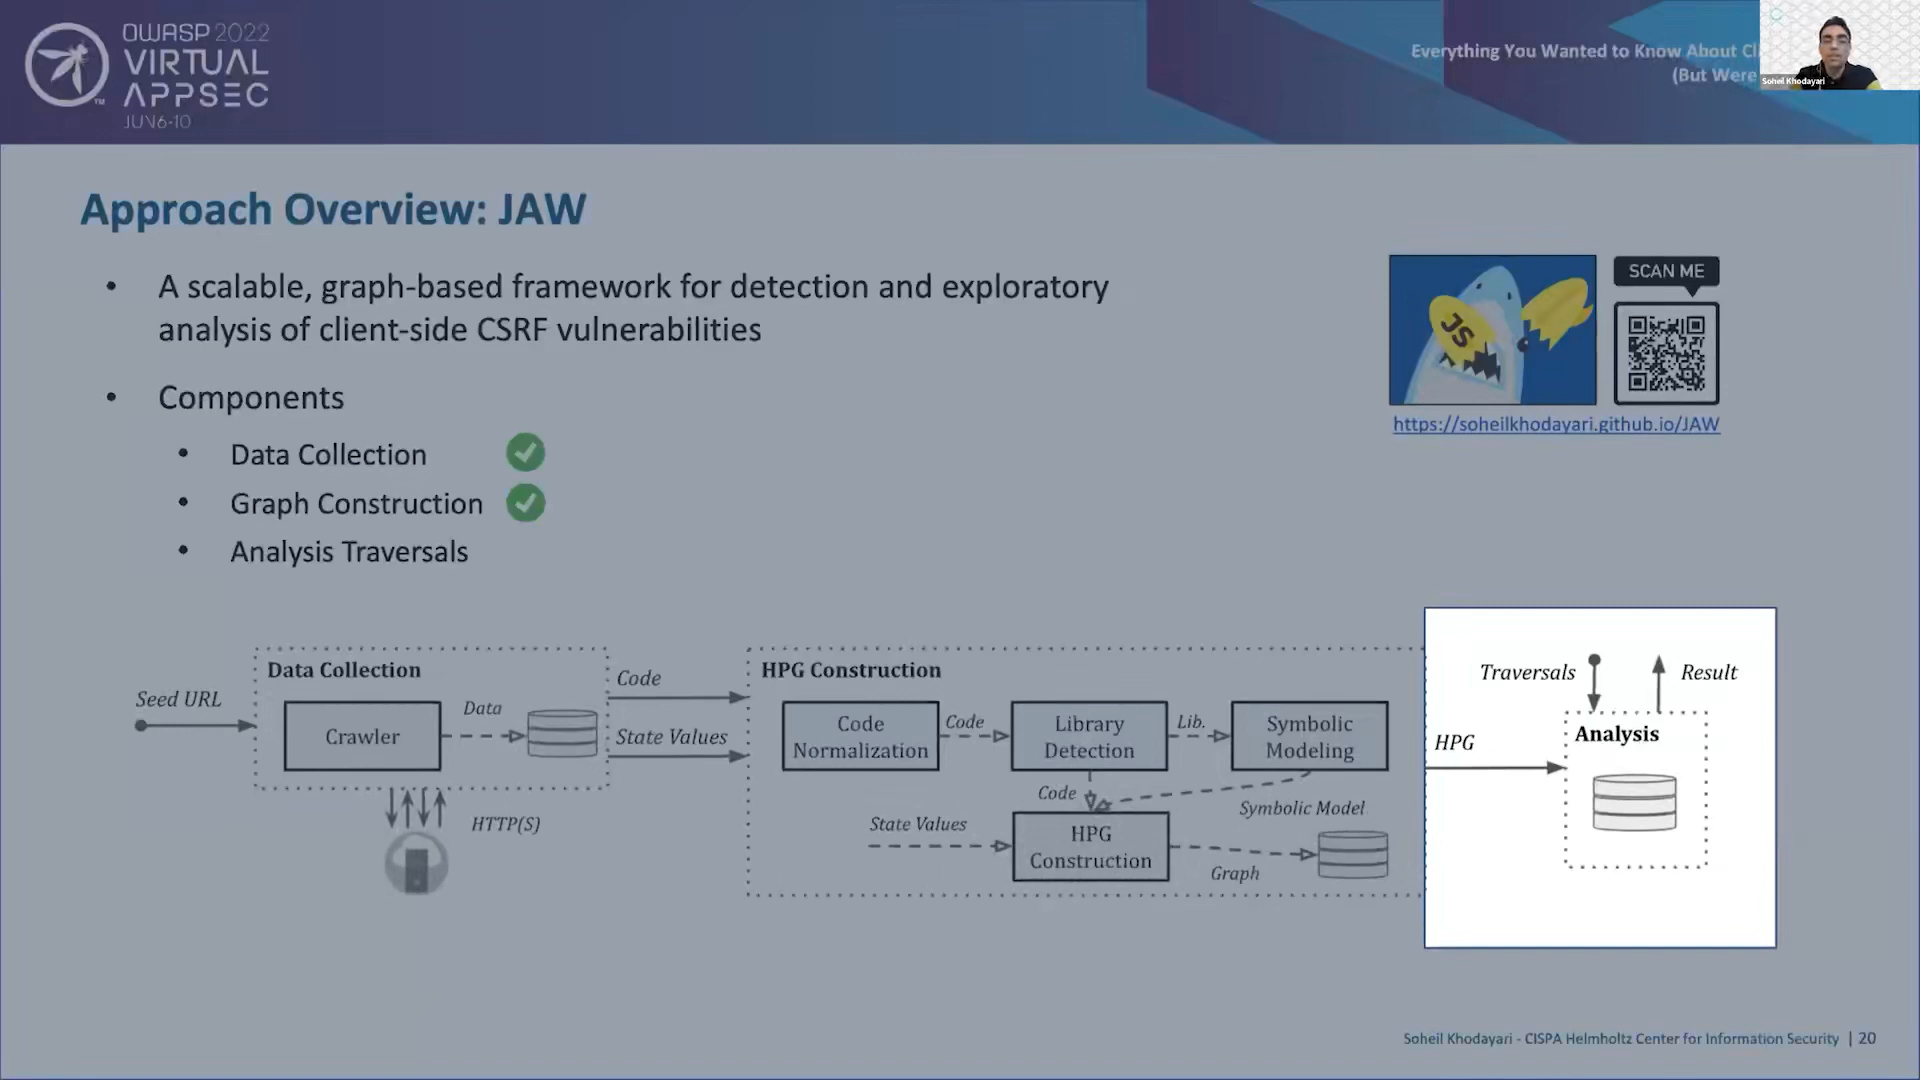 OWASP 2022
VIRTUAL
APPSEC
JUN 6-10
TM
Everything You Wanted to Know About
(But Were
Soheil Khodayari
Approach Overview: JAW
• A scalable, graph-based framework for detection and exploratory
analysis of client-side CSRF vulnerabilities
• Components
• Data Collection
• Graph Construction
• Analysis Traversals
SCAN ME
JS
https://soheilkhodayari.github.io/JAW
Seed URL
Data Collection
Crawler
Data
HTTP(S)
Code
State Values
HPG Construction
Code
Normalization
Code
Library
Detection
Lib.
Symbolic
Modeling
Code
Symbolic Model
State Values
HPG
Construction
Graph
HPG
Traversals
Result
Analysis
Soheil Khodayari - CISPA Helmholtz Center for Information Security | 20